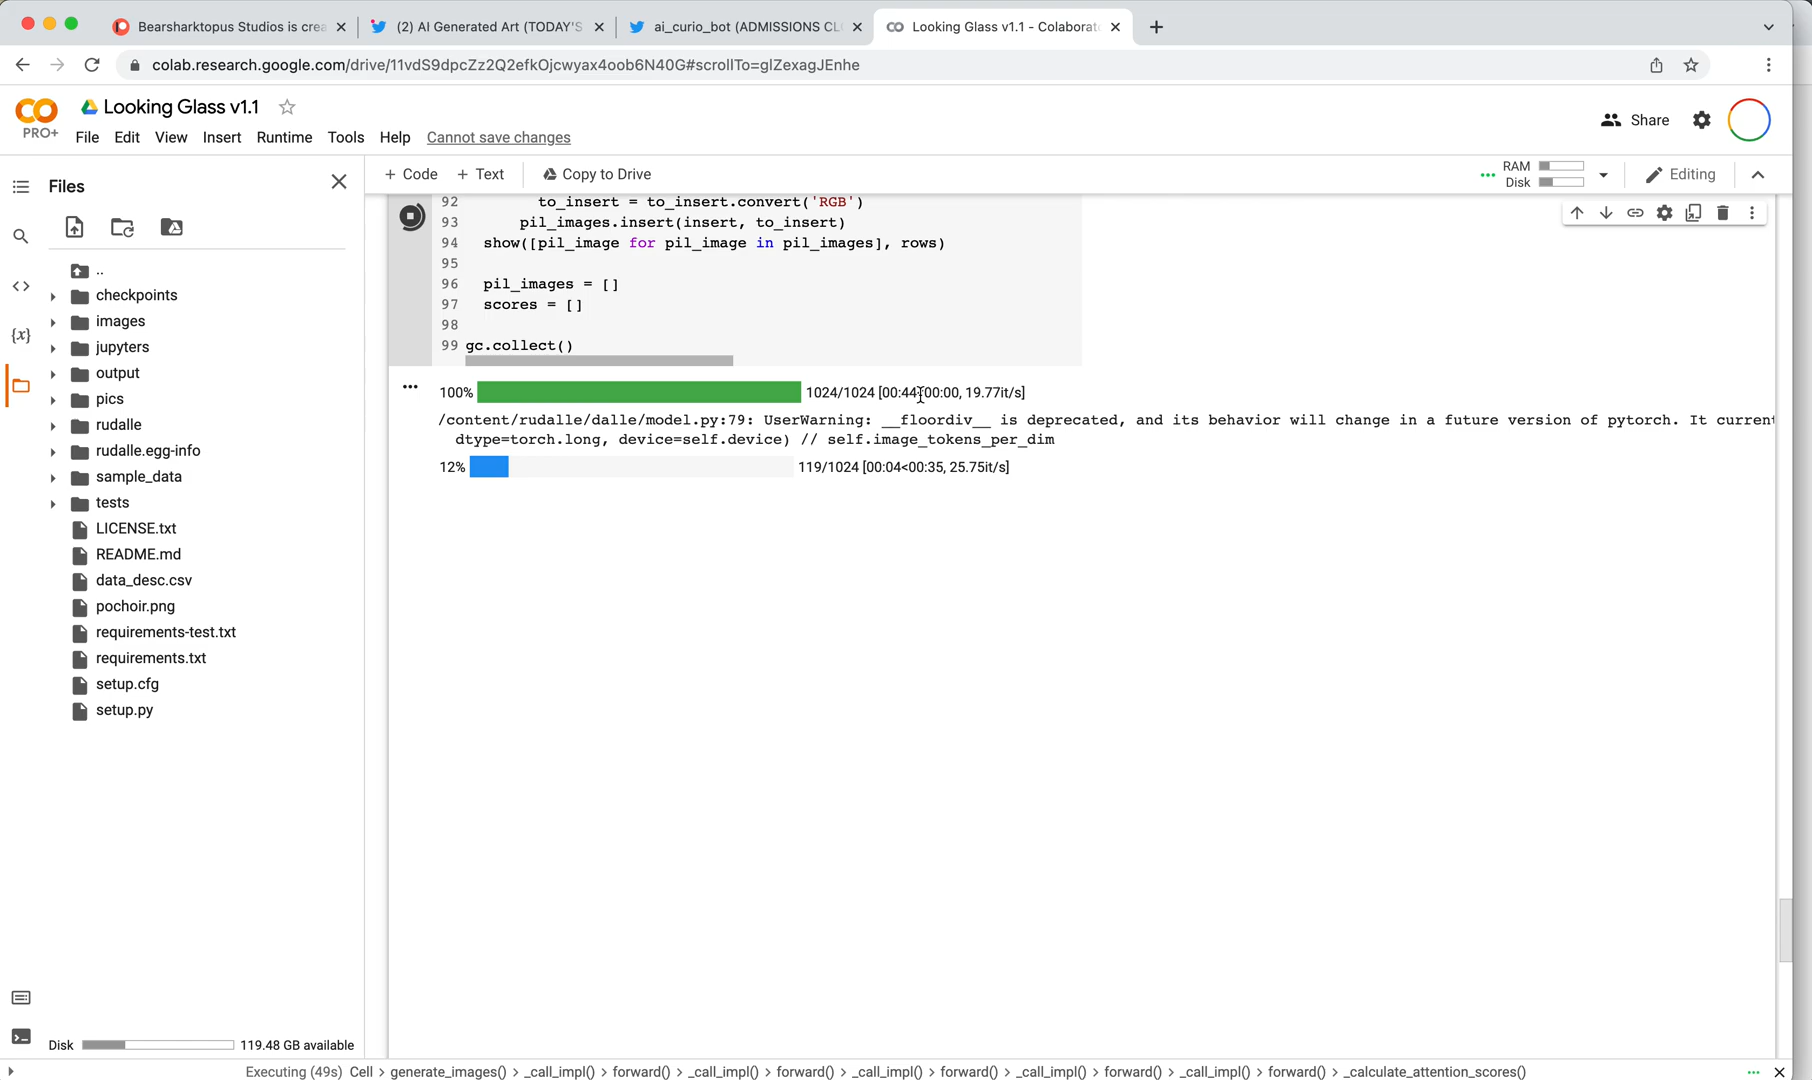 Bearsharktopus Studios is crea
(2) AI Generated Art (TODAY'S
ai_curio_bot (ADMISSIONS CL
Looking Glass v1.1 - Colaborat
colab.research.google.com/drive/11vdS9dpcZz2Q2efkOjcwyax4oob6N40G#scrollTo=glZexagJEnhe
PRO+
Looking Glass v1.1
File Edit View Insert Runtime Tools Help Cannot save changes
Share
Files
+ Code + Text Copy to Drive
RAM
Disk
Editing
..
checkpoints
images
jupyters
output
pics
rudalle
rudalle.egg-info
sample_data
tests
LICENSE.txt
README.md
data_desc.csv
pochoir.png
requirements-test.txt
requirements.txt
setup.cfg
setup.py
Disk 119.48 GB available
92 to_insert = to_insert.convert('RGB')
93 pil_images.insert(insert, to_insert)
94 show([pil_image for pil_image in pil_images], rows)
95
96 pil_images = []
97 scores = []
98
99 gc.collect()
100% 1024/1024 [00:44<00:00, 19.77it/s]
/content/rudalle/dalle/model.py:79: UserWarning: __floordiv__ is deprecated, and its behavior will change in a future version of pytorch. It current
dtype=torch.long, device=self.device) // self.image_tokens_per_dim
12% 119/1024 [00:04<00:35, 25.75it/s]
Executing (49s) Cell > generate_images() > _call_impl() > forward() > _call_impl() > forward() > _call_impl() > forward() > _call_impl() > forward() > _call_impl() > forward() > _calculate_attention_scores()